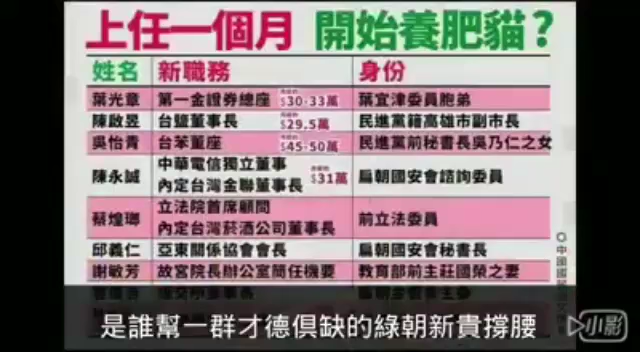 上任一個月 開始養肥貓？
姓名 新職務 身份
葉光章 第一金證券總座 $30-33萬 葉宜津委員胞弟
陳啟昱 台鹽董事長 $29.5萬 民進黨籍高雄市副市長
吳怡青 台苯董座 $45-50萬 民進黨前秘書長吳乃仁之女
陳永誠 中華電信獨立董事
內定台灣金聯董事長 $31萬 扁朝國安會諮詢委員
蔡煌瑯 立法院首席顧問
內定台灣菸酒公司董事長 前立法委員
邱義仁 亞東關係協會會長 扁朝國安會秘書長
謝敏芳 故宮院長辦公室簡任機要 教育部前主莊國榮之妻
是誰幫一群才德俱缺的綠朝新貴撐腰
小影